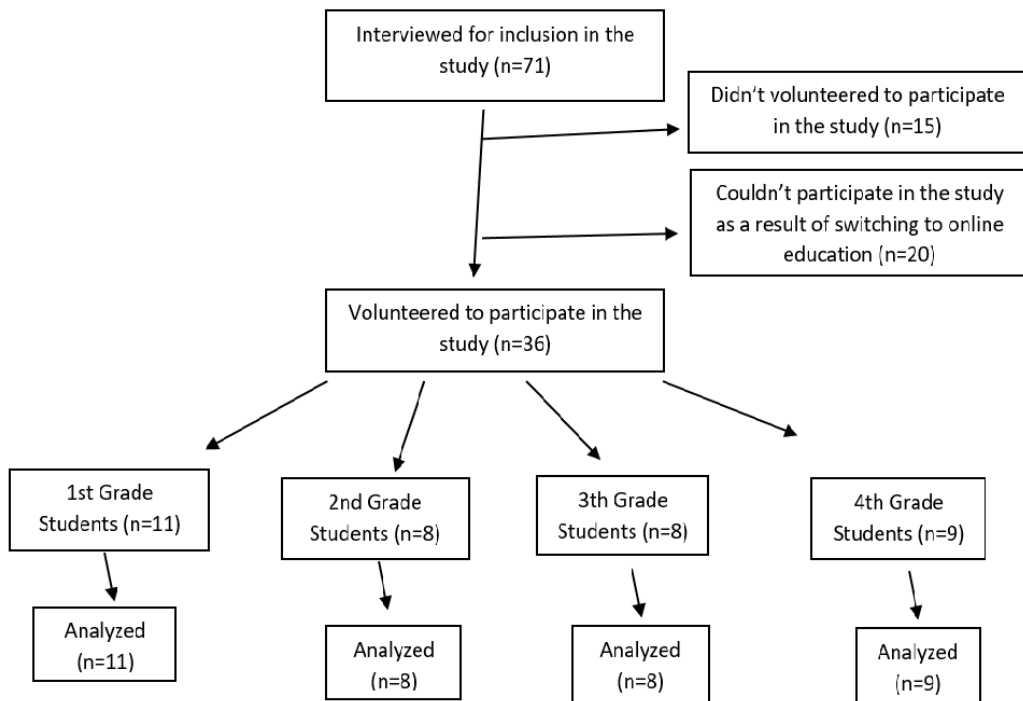 Interviewed for inclusion in the
study (n=71)
Didn’t volunteered to participate
in the study (n=15)
Couldn’t participate in the study
as a result of switching to online
education (n=20)
Volunteered to participate in the
study (n=36)
1st Grade
Students (n=11)
2nd Grade
Students (n=8)
3th Grade
Students (n=8)
4th Grade
Students (n=9)
Analyzed
(n=11)
Analyzed
(n=8)
Analyzed
(n=8)
Analyzed
(n=9)